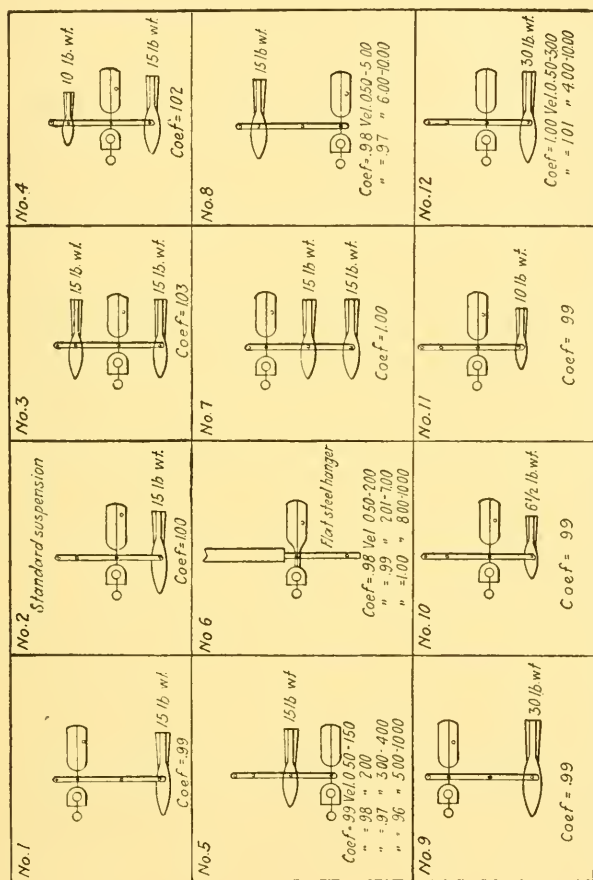 No.1
15 lb. wt.
Coef=.99
No.2
Standard suspension
15 lb. wt.
Coef=1.00
No.3
15 lb. wt.
15 lb. wt.
Coef=1.03
No.4
10 lb. wt.
15 lb. wt.
Coef=1.02
No.5
15 lb. wt
Coef=.99 Vel. 0.50-1.50
" =.98 " 2.00
" =.97 " 3.00-4.00
" =.96 " 5.00-10.00
No 6
Flat steel hanger
Coef=.98 Vel 0.50-2.00
" =.99 " 2.01-7.00
" =1.00 " 8.00-10.00
No.7
15 lb wt.
15 lb wt.
Coef=1.00
No.8
15 lb wt.
Coef=.98 Vel. 0.50-5.00
" =.97 " 6.00-10.00
No.9
30 lb. wt
Coef=.99
No.10
6½ lb. wt.
Coef= 99
No.11
10 lb. wt.
Coef= 99
No.12
30 lb. wt.
Coef=1.00 Vel. 0.50-3.00
" =1.01 " 4.00-10.00